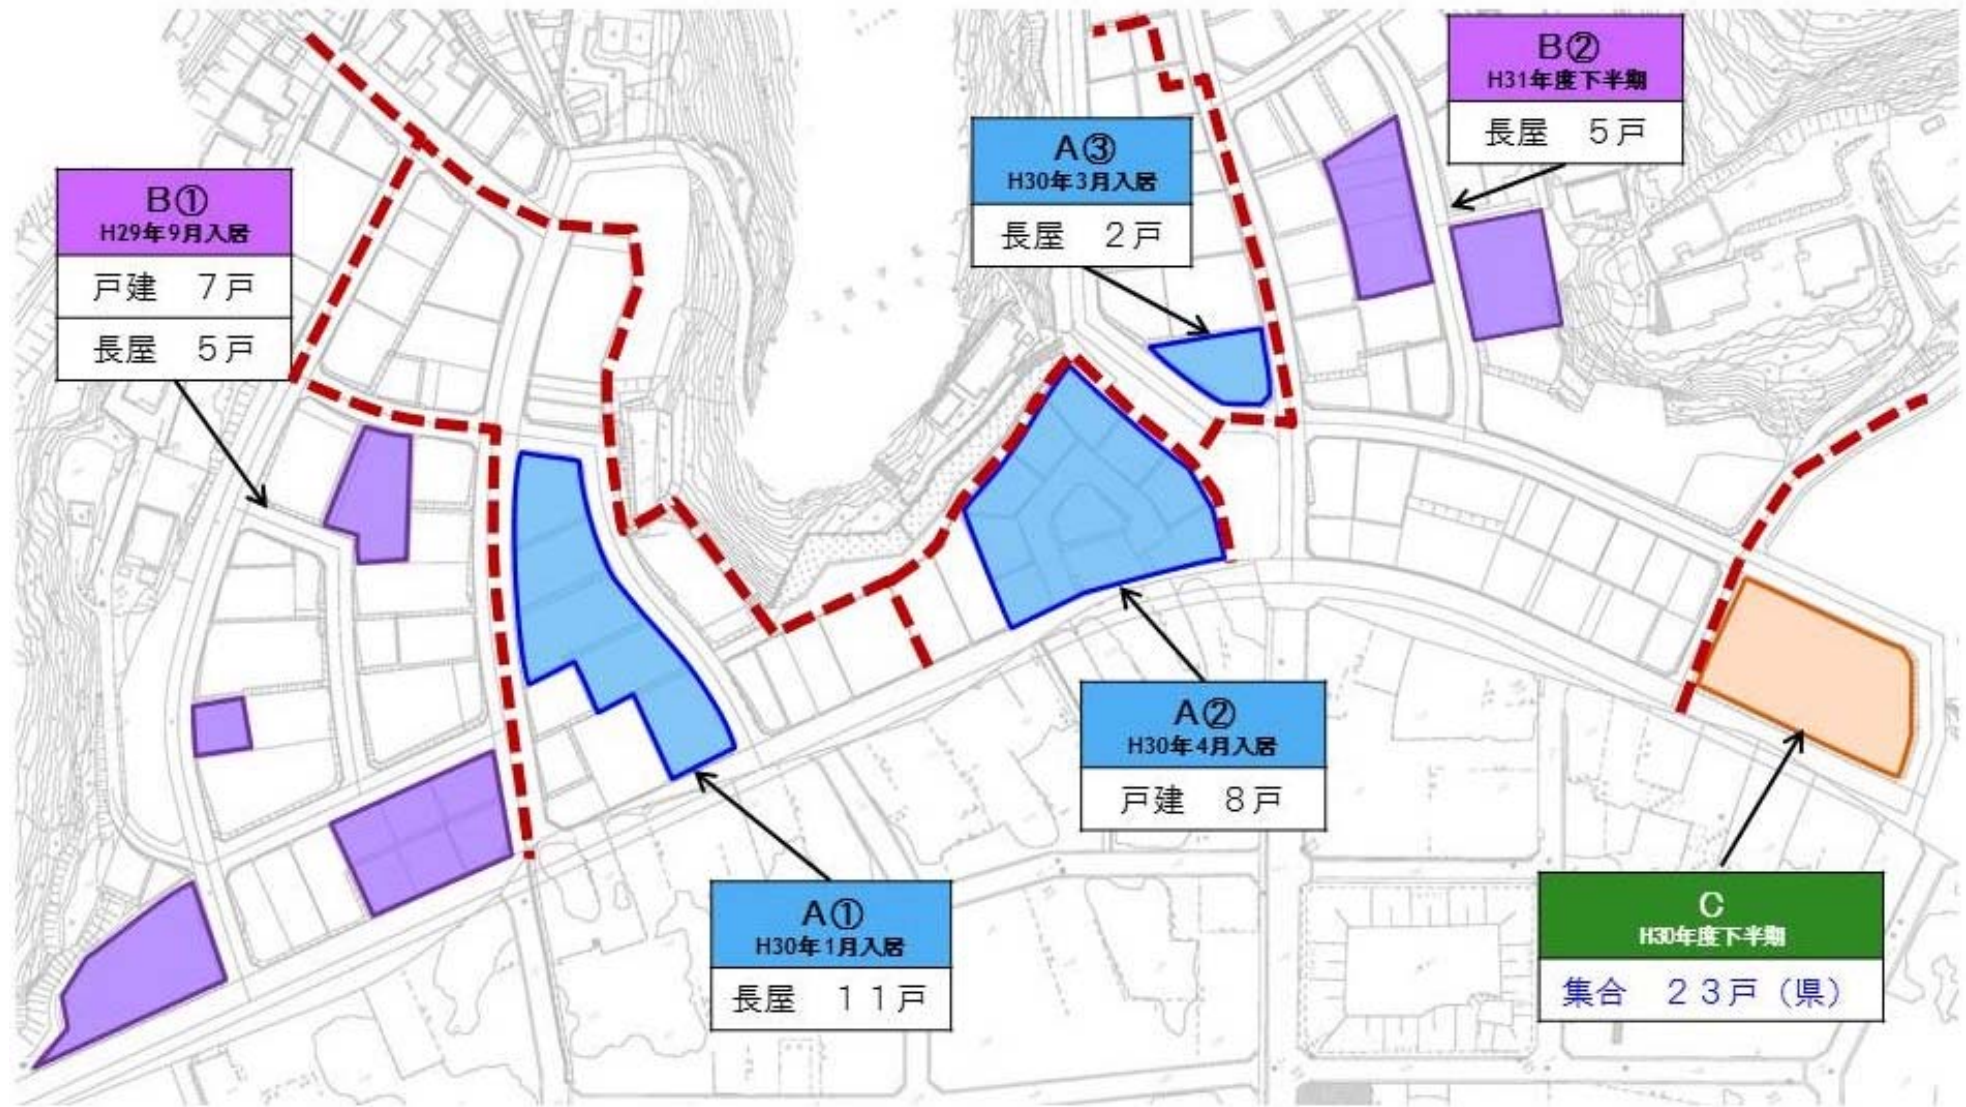 B②
H31年度下半期
長屋　5戸
A③
H30年3月入居
長屋　2戸
B①
H29年9月入居
戸建　7戸
長屋　5戸
A②
H30年4月入居
戸建　8戸
A①
H30年1月入居
長屋　11戸
C
H30年度下半期
集合　23戸（県）